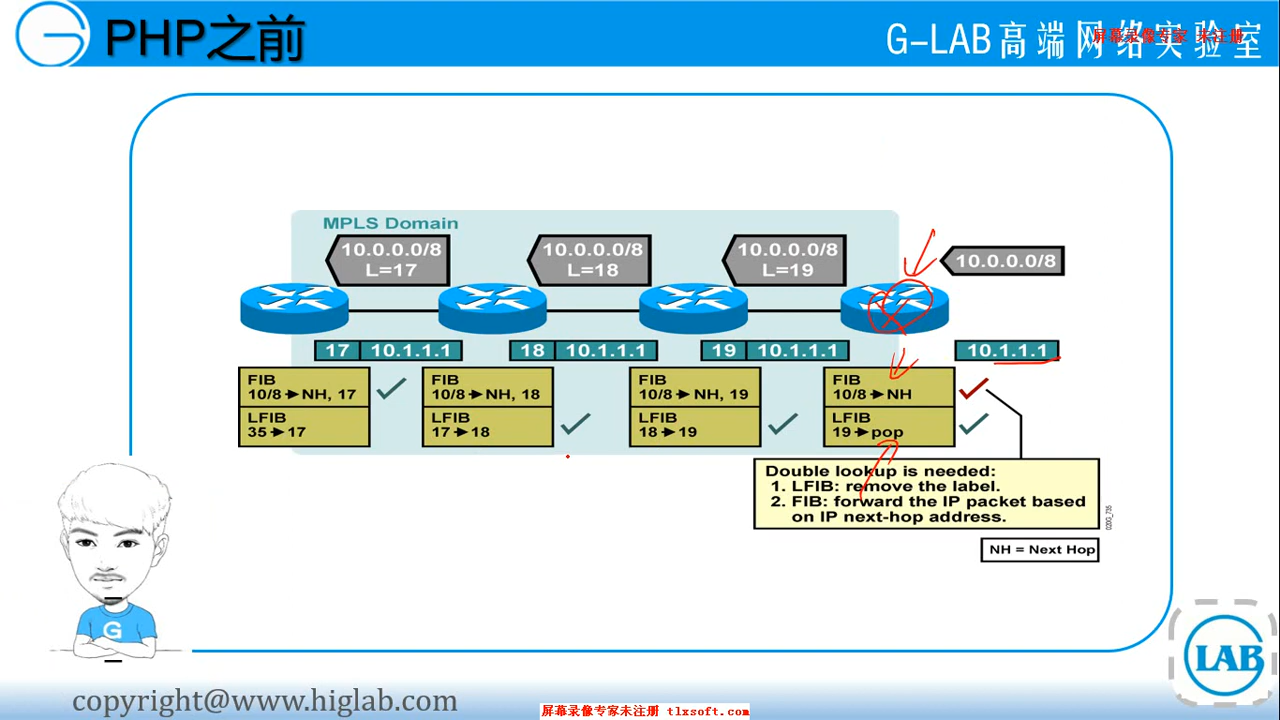 PHP之前
G-LAB高端网络实验室
屏幕录像专家 未注册
MPLS Domain
10.0.0.0/8
L=17
10.0.0.0/8
L=18
10.0.0.0/8
L=19
10.0.0.0/8
17 10.1.1.1
18 10.1.1.1
19 10.1.1.1
10.1.1.1
FIB
10/8→NH, 17
LFIB
35→17
FIB
10/8→NH, 18
LFIB
17→18
FIB
10/8→NH, 19
LFIB
18→19
FIB
10/8→NH
LFIB
19→pop
Double lookup is needed:
1. LFIB: remove the label.
2. FIB: forward the IP packet based
on IP next-hop address.
NH = Next Hop
G
LAB
copyright@www.higlab.com
屏幕录像专家未注册 tlxsoft.com